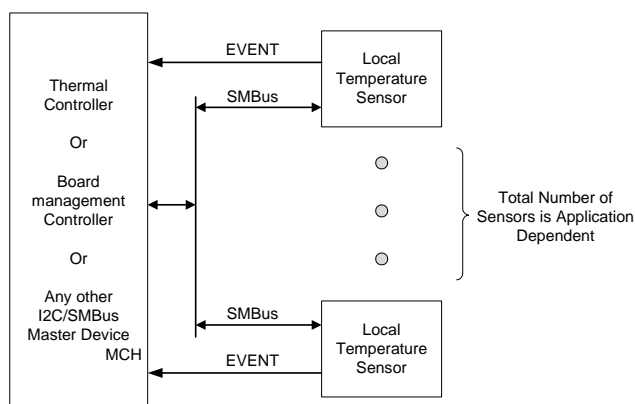 Thermal
Controller
Or
Board
management
Controller
Or
Any other
I2C/SMBus
Master Device
MCH
EVENT
SMBus
Local
Temperature
Sensor
Total Number of
Sensors is Application
Dependent
SMBus
EVENT
Local
Temperature
Sensor